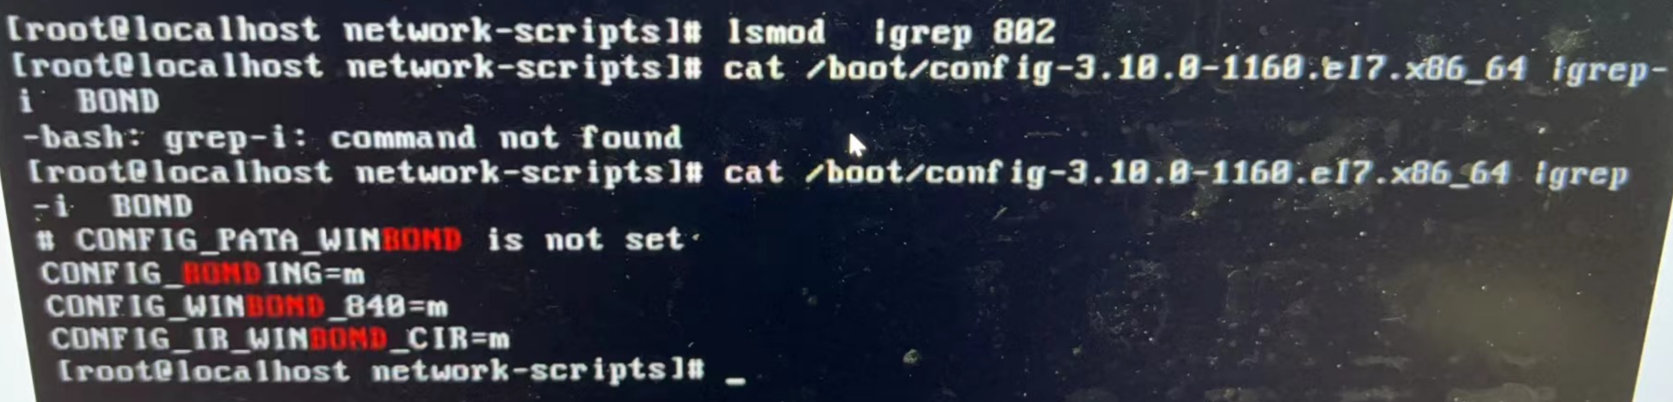 [root@localhost network-scripts]# lsmod  |grep 802
[root@localhost network-scripts]# cat /boot/config-3.10.0-1160.el7.x86_64 |grep-
i  BOND
-bash: grep-i: command not found
[root@localhost network-scripts]# cat /boot/config-3.10.0-1160.el7.x86_64 |grep
-i  BOND
# CONFIG_PATA_WINBOND is not set
CONFIG_BONDING=m
CONFIG_WINBOND_840=m
CONFIG_IR_WINBOND_CIR=m
[root@localhost network-scripts]# _